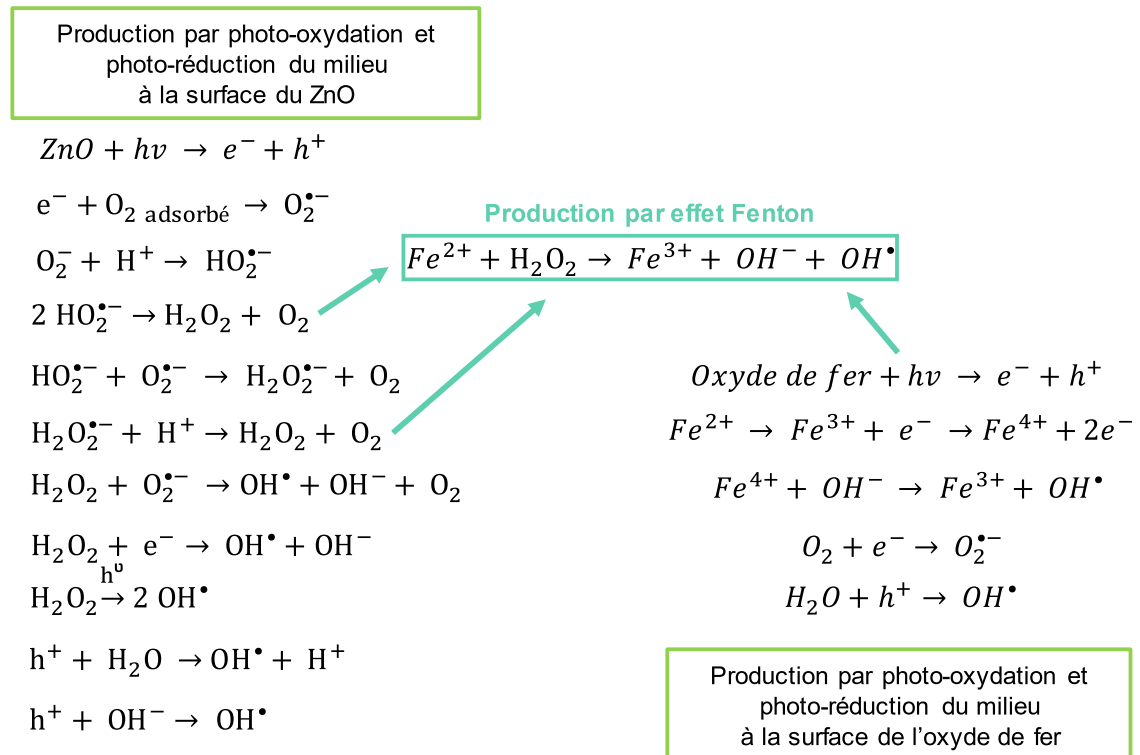 Production par photo-oxydation et
photo-réduction du milieu
à la surface du ZnO
ZnO + hv → e⁻ + h⁺
e⁻ + O₂ adsorbé → O₂•⁻
O₂⁻ + H⁺ → HO₂•⁻
2 HO₂•⁻ → H₂O₂ + O₂
HO₂•⁻ + O₂•⁻ → H₂O₂•⁻ + O₂
H₂O₂•⁻ + H⁺ → H₂O₂ + O₂
H₂O₂ + O₂•⁻ → OH• + OH⁻ + O₂
H₂O₂ + e⁻ → OH• + OH⁻
hᶹ
H₂O₂ → 2 OH•
h⁺ + H₂O → OH• + H⁺
h⁺ + OH⁻ → OH•
Production par effet Fenton
Fe²⁺ + H₂O₂ → Fe³⁺ + OH⁻ + OH•
Oxyde de fer + hv → e⁻ + h⁺
Fe²⁺ → Fe³⁺ + e⁻ → Fe⁴⁺ + 2e⁻
Fe⁴⁺ + OH⁻ → Fe³⁺ + OH•
O₂ + e⁻ → O₂•⁻
H₂O + h⁺ → OH•
Production par photo-oxydation et
photo-réduction du milieu
à la surface de l'oxyde de fer